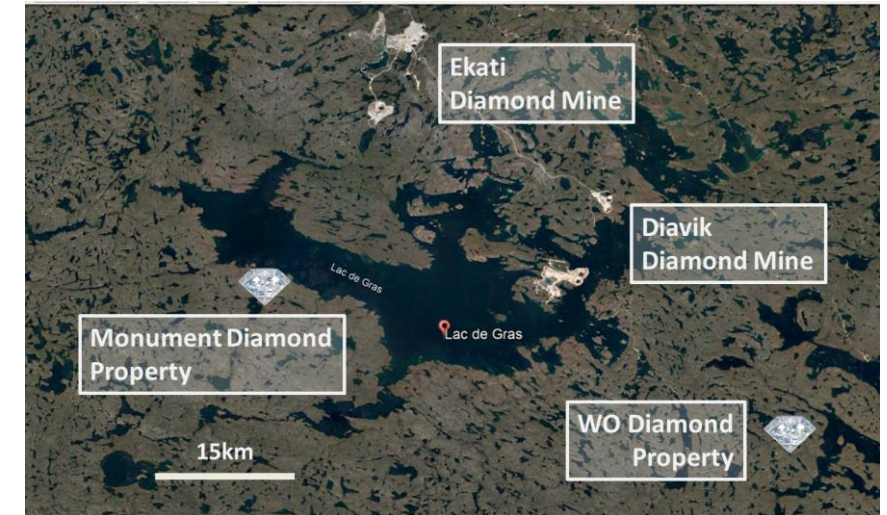 Ekati
Diamond Mine
Diavik
Diamond Mine
Lac de Gras
Lac de Gras
Monument Diamond
Property
WO Diamond
Property
15km